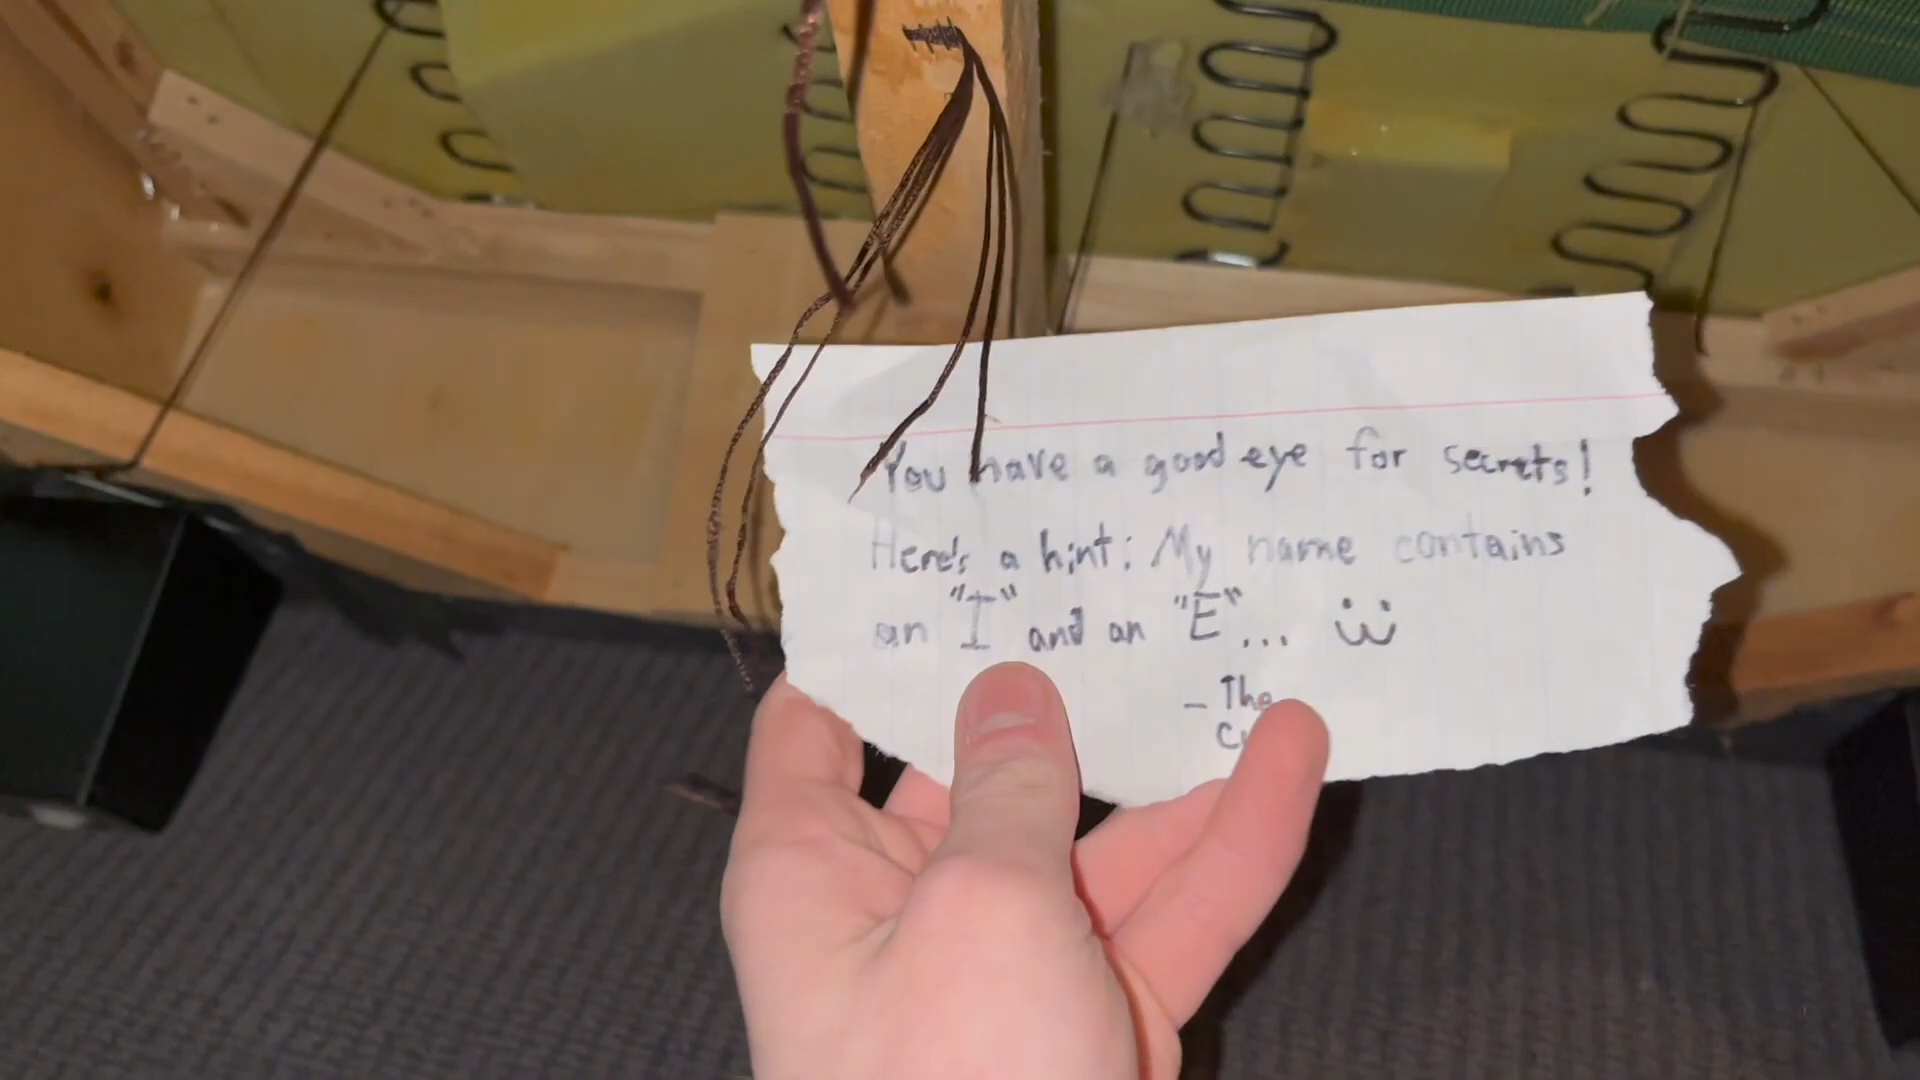 You have a good eye for secrets!
Here's a hint: My name contains
an "I" and an "E"...
- The